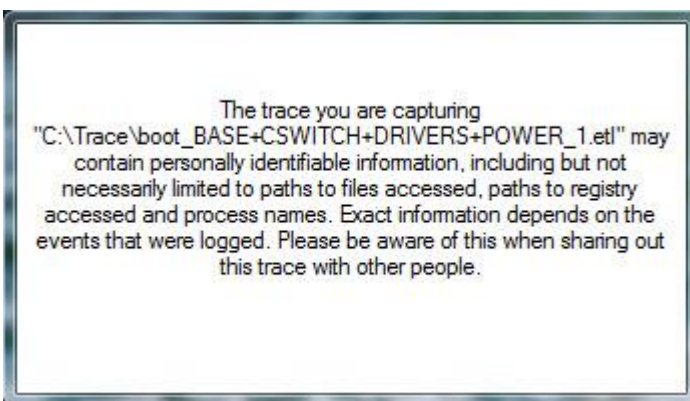 The trace you are capturing
"C:\Trace\boot_BASE+CSWITCH+DRIVERS+POWER_1.etl" may
contain personally identifiable information, including but not
necessarily limited to paths to files accessed, paths to registry
accessed and process names. Exact information depends on the
events that were logged. Please be aware of this when sharing out
this trace with other people.